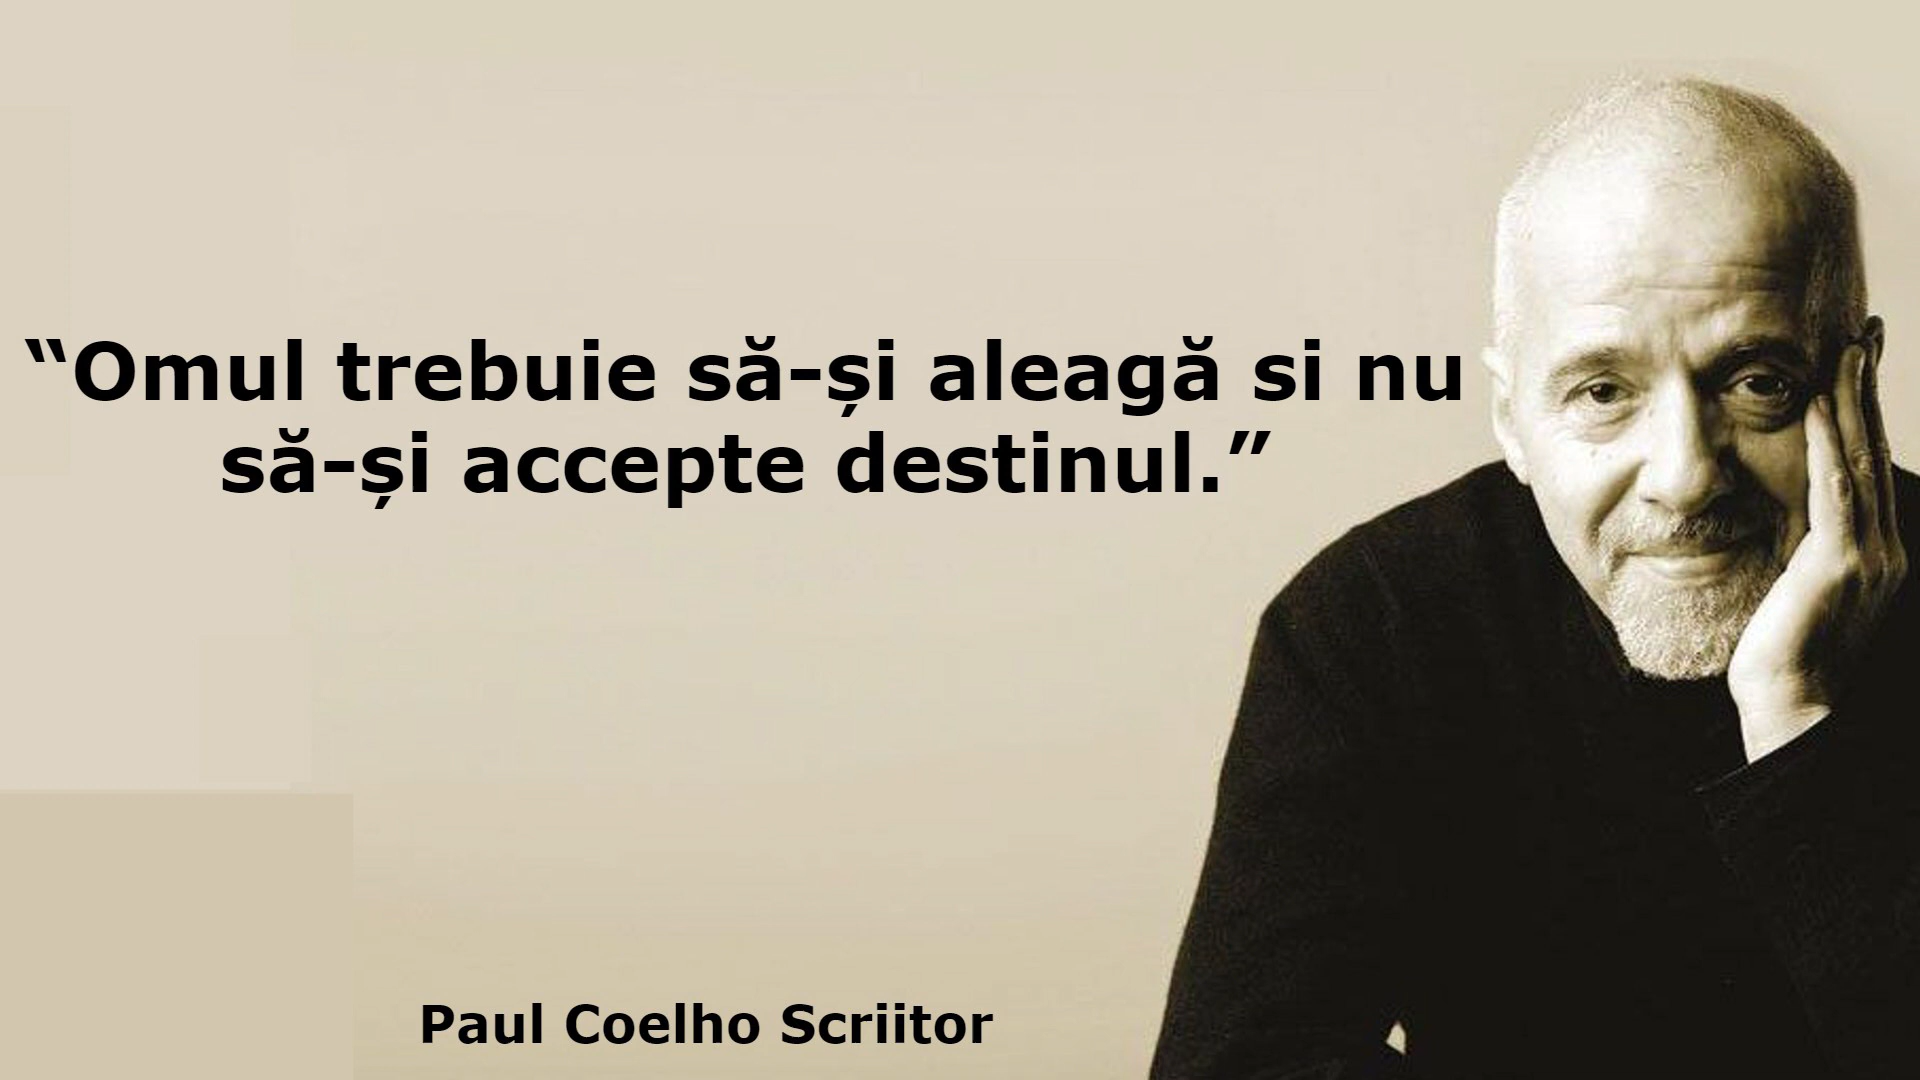 “Omul trebuie să-și aleagă si nu
să-și accepte destinul.”
Paul Coelho Scriitor